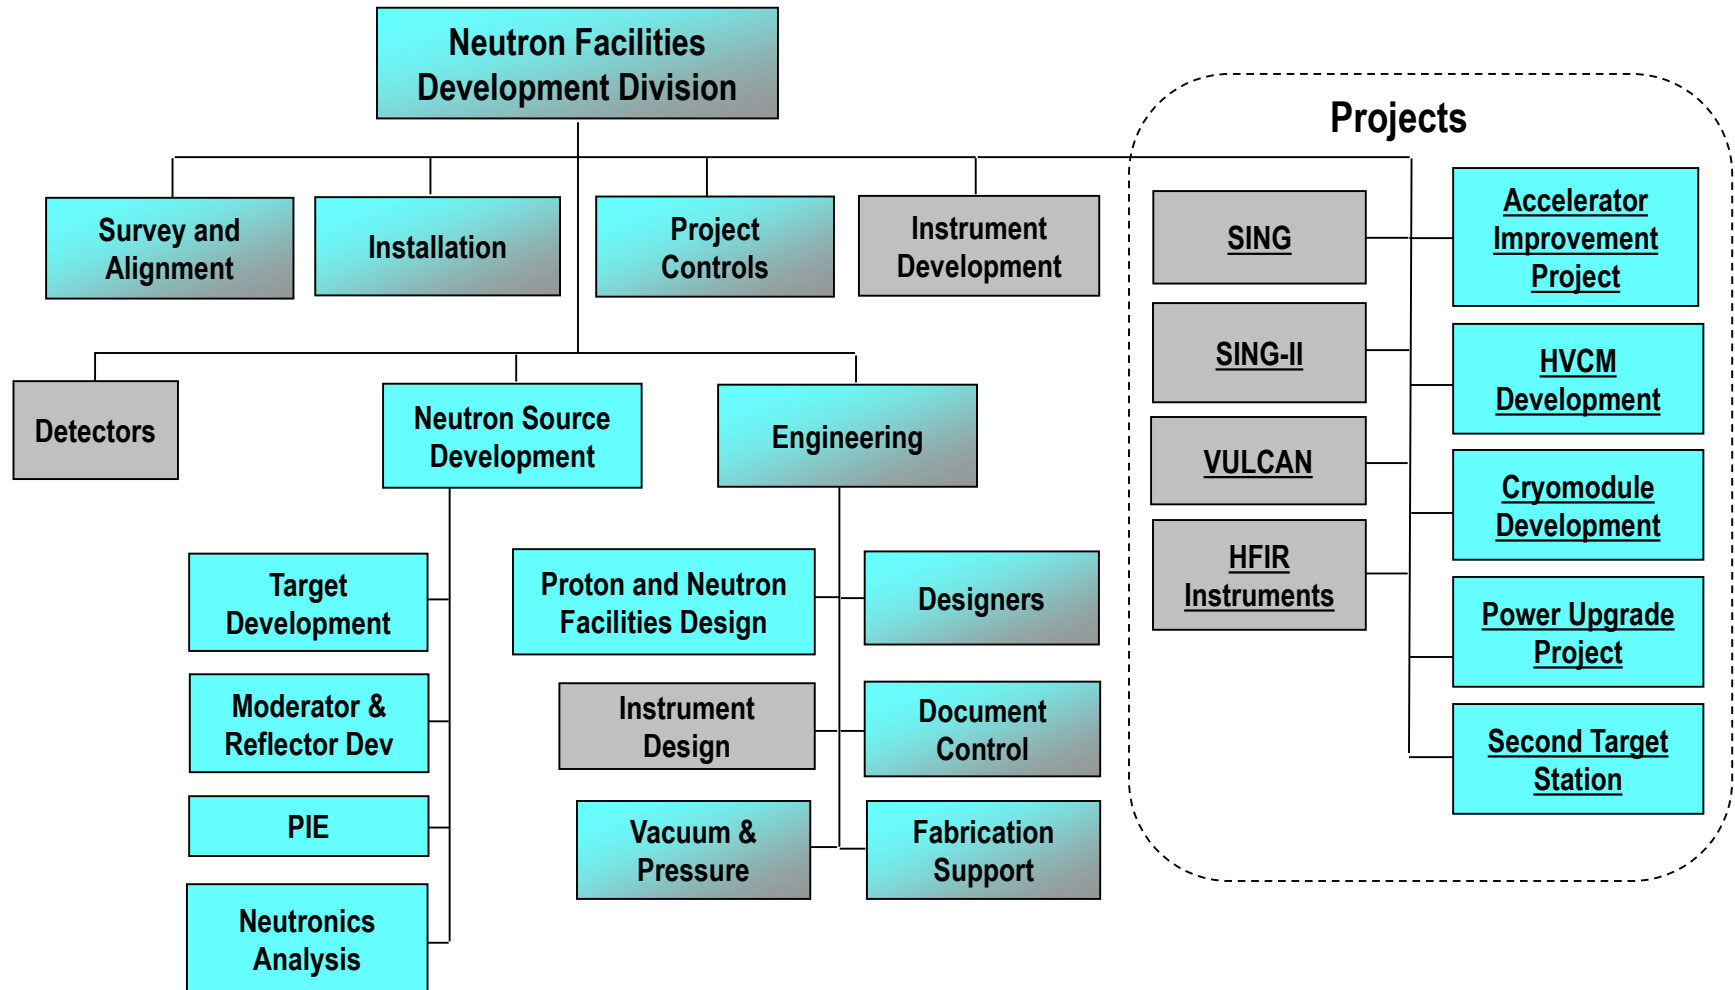 Neutron Facilities
Development Division
Projects
Survey and
Alignment
Installation
Project
Controls
Instrument
Development
SING
Accelerator
Improvement
Project
SING-II
HVCM
Development
Detectors
Neutron Source
Development
Engineering
VULCAN
Cryomodule
Development
HFIR
Instruments
Target
Development
Proton and Neutron
Facilities Design
Designers
Power Upgrade
Project
Moderator &
Reflector Dev
Instrument
Design
Document
Control
Second Target
Station
PIE
Vacuum &
Pressure
Fabrication
Support
Neutronics
Analysis